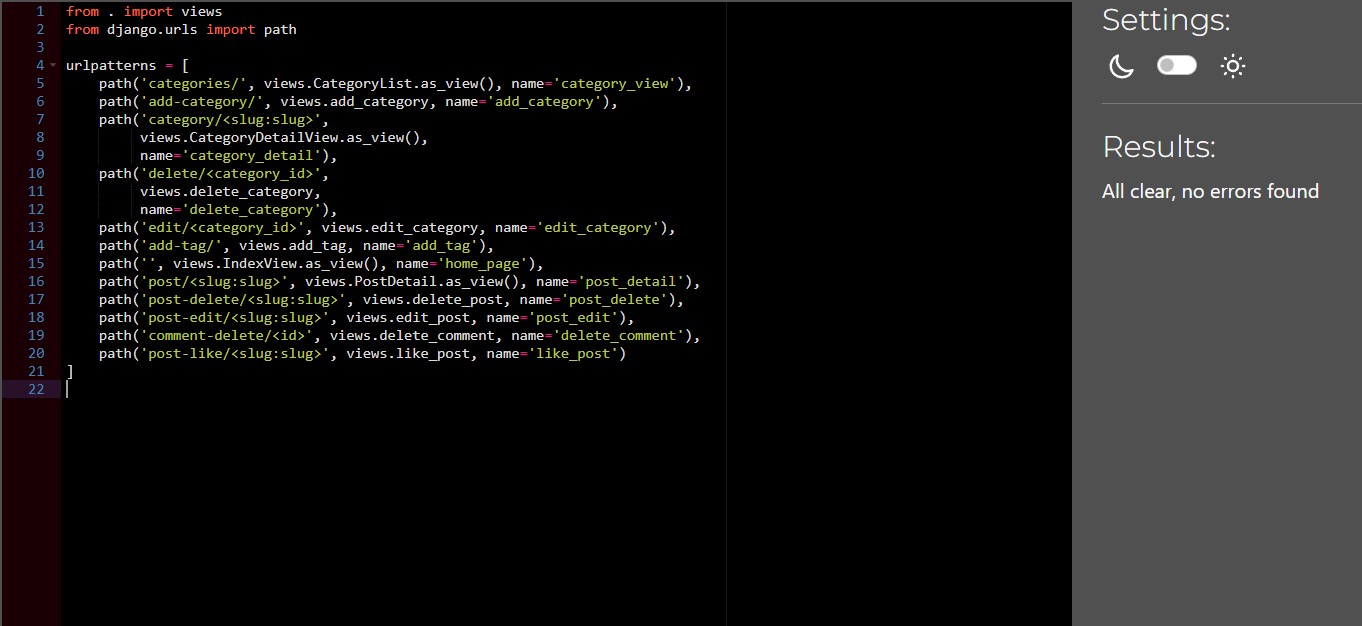 1 from . import views
2 from django.urls import path
3
4 urlpatterns = [
5     path('categories/', views.CategoryList.as_view(), name='category_view'),
6     path('add-category/', views.add_category, name='add_category'),
7     path('category/<slug:slug>',
8          views.CategoryDetailView.as_view(),
9          name='category_detail'),
10     path('delete/<category_id>',
11          views.delete_category,
12          name='delete_category'),
13     path('edit/<category_id>', views.edit_category, name='edit_category'),
14     path('add-tag/', views.add_tag, name='add_tag'),
15     path('', views.IndexView.as_view(), name='home_page'),
16     path('post/<slug:slug>', views.PostDetail.as_view(), name='post_detail'),
17     path('post-delete/<slug:slug>', views.delete_post, name='post_delete'),
18     path('post-edit/<slug:slug>', views.edit_post, name='post_edit'),
19     path('comment-delete/<id>', views.delete_comment, name='delete_comment'),
20     path('post-like/<slug:slug>', views.like_post, name='like_post')
21 ]
22
Settings:
Results:
All clear, no errors found